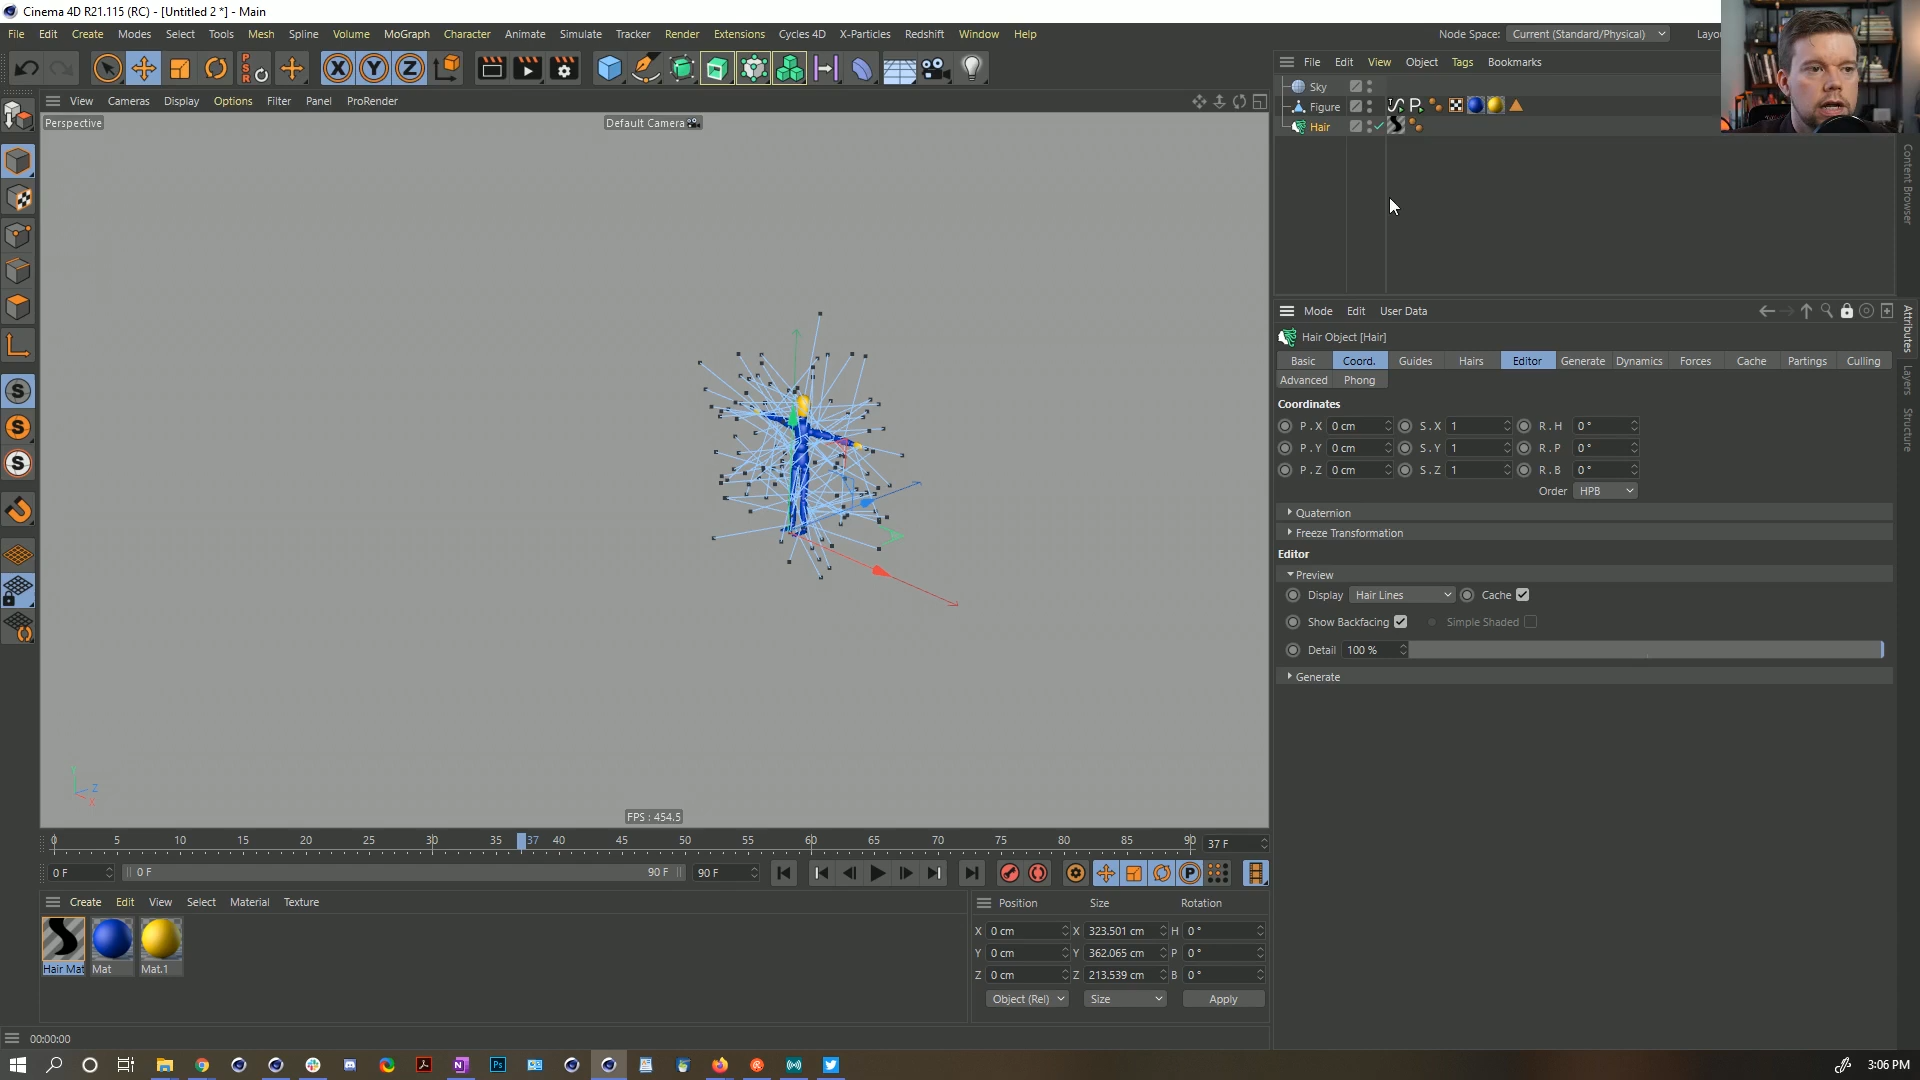 Cinema 4D R21.115 (RC) - [Untitled 2 *] - Main
File Edit Create Modes Select Tools Mesh Spline Volume MoGraph Character Animate Simulate Tracker Render Extensions Cycles 4D X-Particles Redshift Window Help
Node Space: Current (Standard/Physical) Layou
View Cameras Display Options Filter Panel ProRender
Perspective
Default Camera
FPS : 454.5
0 5 10 15 20 25 30 35 37 40 45 50 55 60 65 70 75 80 85 90 37 F
0 F 0 F 90 F 90 F
Create Edit View Select Material Texture
Hair Mat Mat Mat.1
Position Size Rotation
X 0 cm X 323.501 cm H 0 °
Y 0 cm Y 362.065 cm P 0 °
Z 0 cm Z 213.539 cm B 0 °
Object (Rel) Size Apply
00:00:00
File Edit View Object Tags Bookmarks
Sky
Figure
Hair
Content Browser
Mode Edit User Data
Hair Object [Hair]
Basic Coord. Guides Hairs Editor Generate Dynamics Forces Cache Partings Culling
Advanced Phong
Coordinates
P . X 0 cm S . X 1 R . H 0 °
P . Y 0 cm S . Y 1 R . P 0 °
P . Z 0 cm S . Z 1 R . B 0 °
Order HPB
Quaternion
Freeze Transformation
Editor
Preview
Display Hair Lines Cache
Show Backfacing Simple Shaded
Detail 100 %
Generate
Attributes
Layers
Structure
3:06 PM